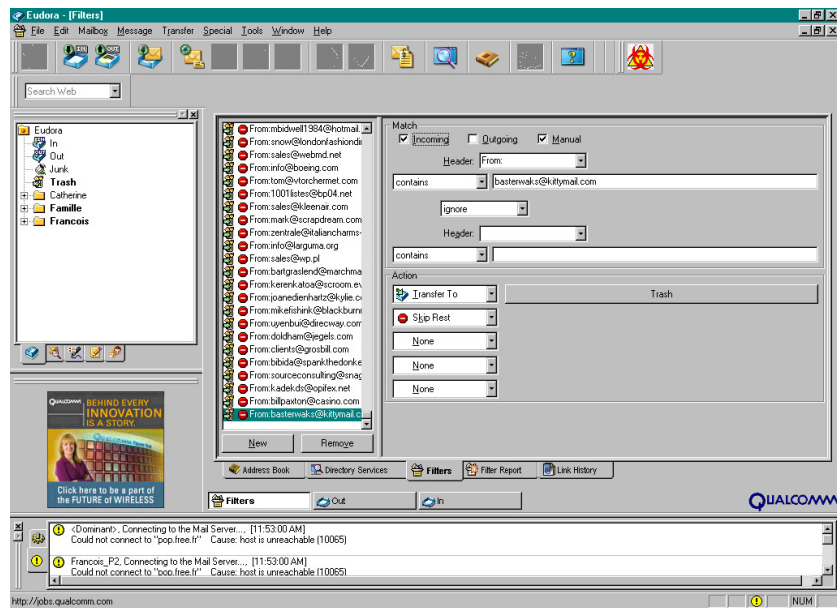 Eudora - [Filters]
File Edit Mailbox Message Transfer Special Tools Window Help
IN OUT
Search Web
Eudora
In
Out
Junk
Trash
Catherine
Famille
Francois
QUALCOMM BEHIND EVERY
INNOVATION
IS A STORY.
QUALCOMM
Click here to be a part of
the FUTURE of WIRELESS
From:mbidwell1984@hotmail.
From:snow@londonfashiondi
From:sales@webmd.net
From:info@boeing.com
From:tom@vtorchermet.com
From:1001listes@bp04.net
From:sales@kleenair.com
From:mark@scrapdream.com
From:zentrale@italiancharms-
From:info@larguma.org
From:sales@wp.pl
From:bartgraslend@marchma
From:kerenkatoa@scroom.ev
From:joanedienhartz@kylie.co
From:mikefishink@blackburnr
From:uyenbui@direcway.com
From:doldham@jegels.com
From:clients@grosbill.com
From:bibida@spankthedonke
From:sourceconsulting@snag
From:kadekds@opifex.net
From:billpaxton@casino.com
From:basterwaks@kittymail.c
New Remove
Match
Incoming Outgoing Manual
Header: From:
contains basterwaks@kittymail.com
ignore
Header:
contains
Action
Transfer To Trash
Skip Rest
None
None
None
Address Book Directory Services Filters Filter Report Link History
Filters Out In
QUALCOMM
<Dominant>, Connecting to the Mail Server..., [11:53:00 AM]
Could not connect to "pop.free.fr" Cause: host is unreachable (10065)
Francois_P2, Connecting to the Mail Server..., [11:53:00 AM]
Could not connect to "pop.free.fr" Cause: host is unreachable (10065)
http://jobs.qualcomm.com
NUM